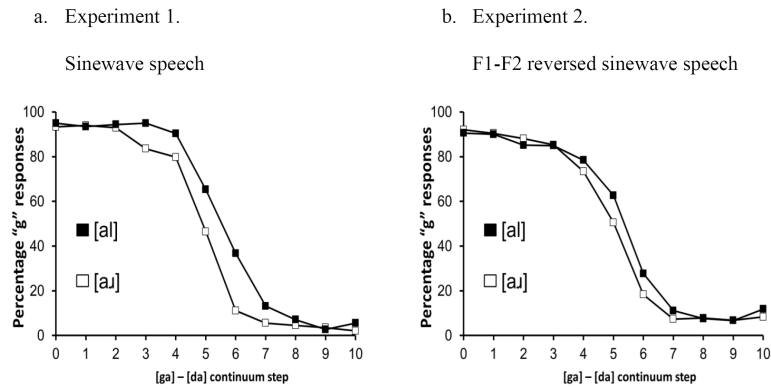 a. Experiment 1.
Sinewave speech
Percentage "g" responses
100
80
60
40
20
0
[al]
[aɹ]
0 1 2 3 4 5 6 7 8 9 10
[ga] – [da] continuum step
b. Experiment 2.
F1-F2 reversed sinewave speech
Percentage "g" responses
100
80
60
40
20
0
[al]
[aɹ]
0 1 2 3 4 5 6 7 8 9 10
[ga] – [da] continuum step